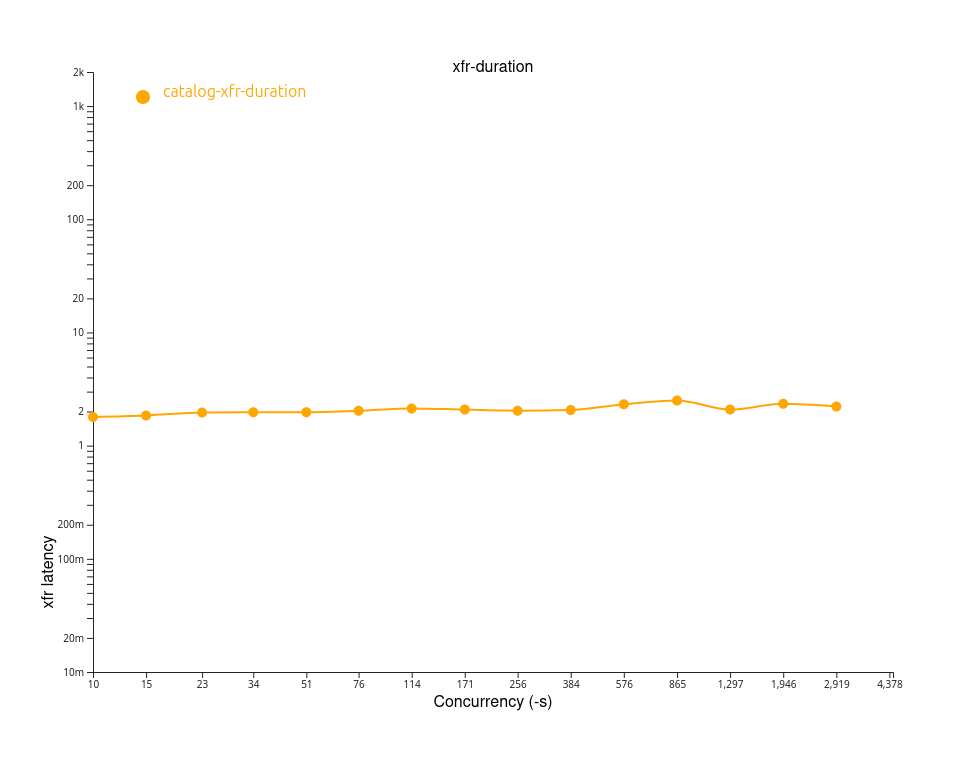 xfr-duration
catalog-xfr-duration
2k
1k
200
100
20
10
2
1
200m
100m
20m
10m
xfr latency
10 15 23 34 51 76 114 171 256 384 576 865 1,297 1,946 2,919 4,378
Concurrency (-s)